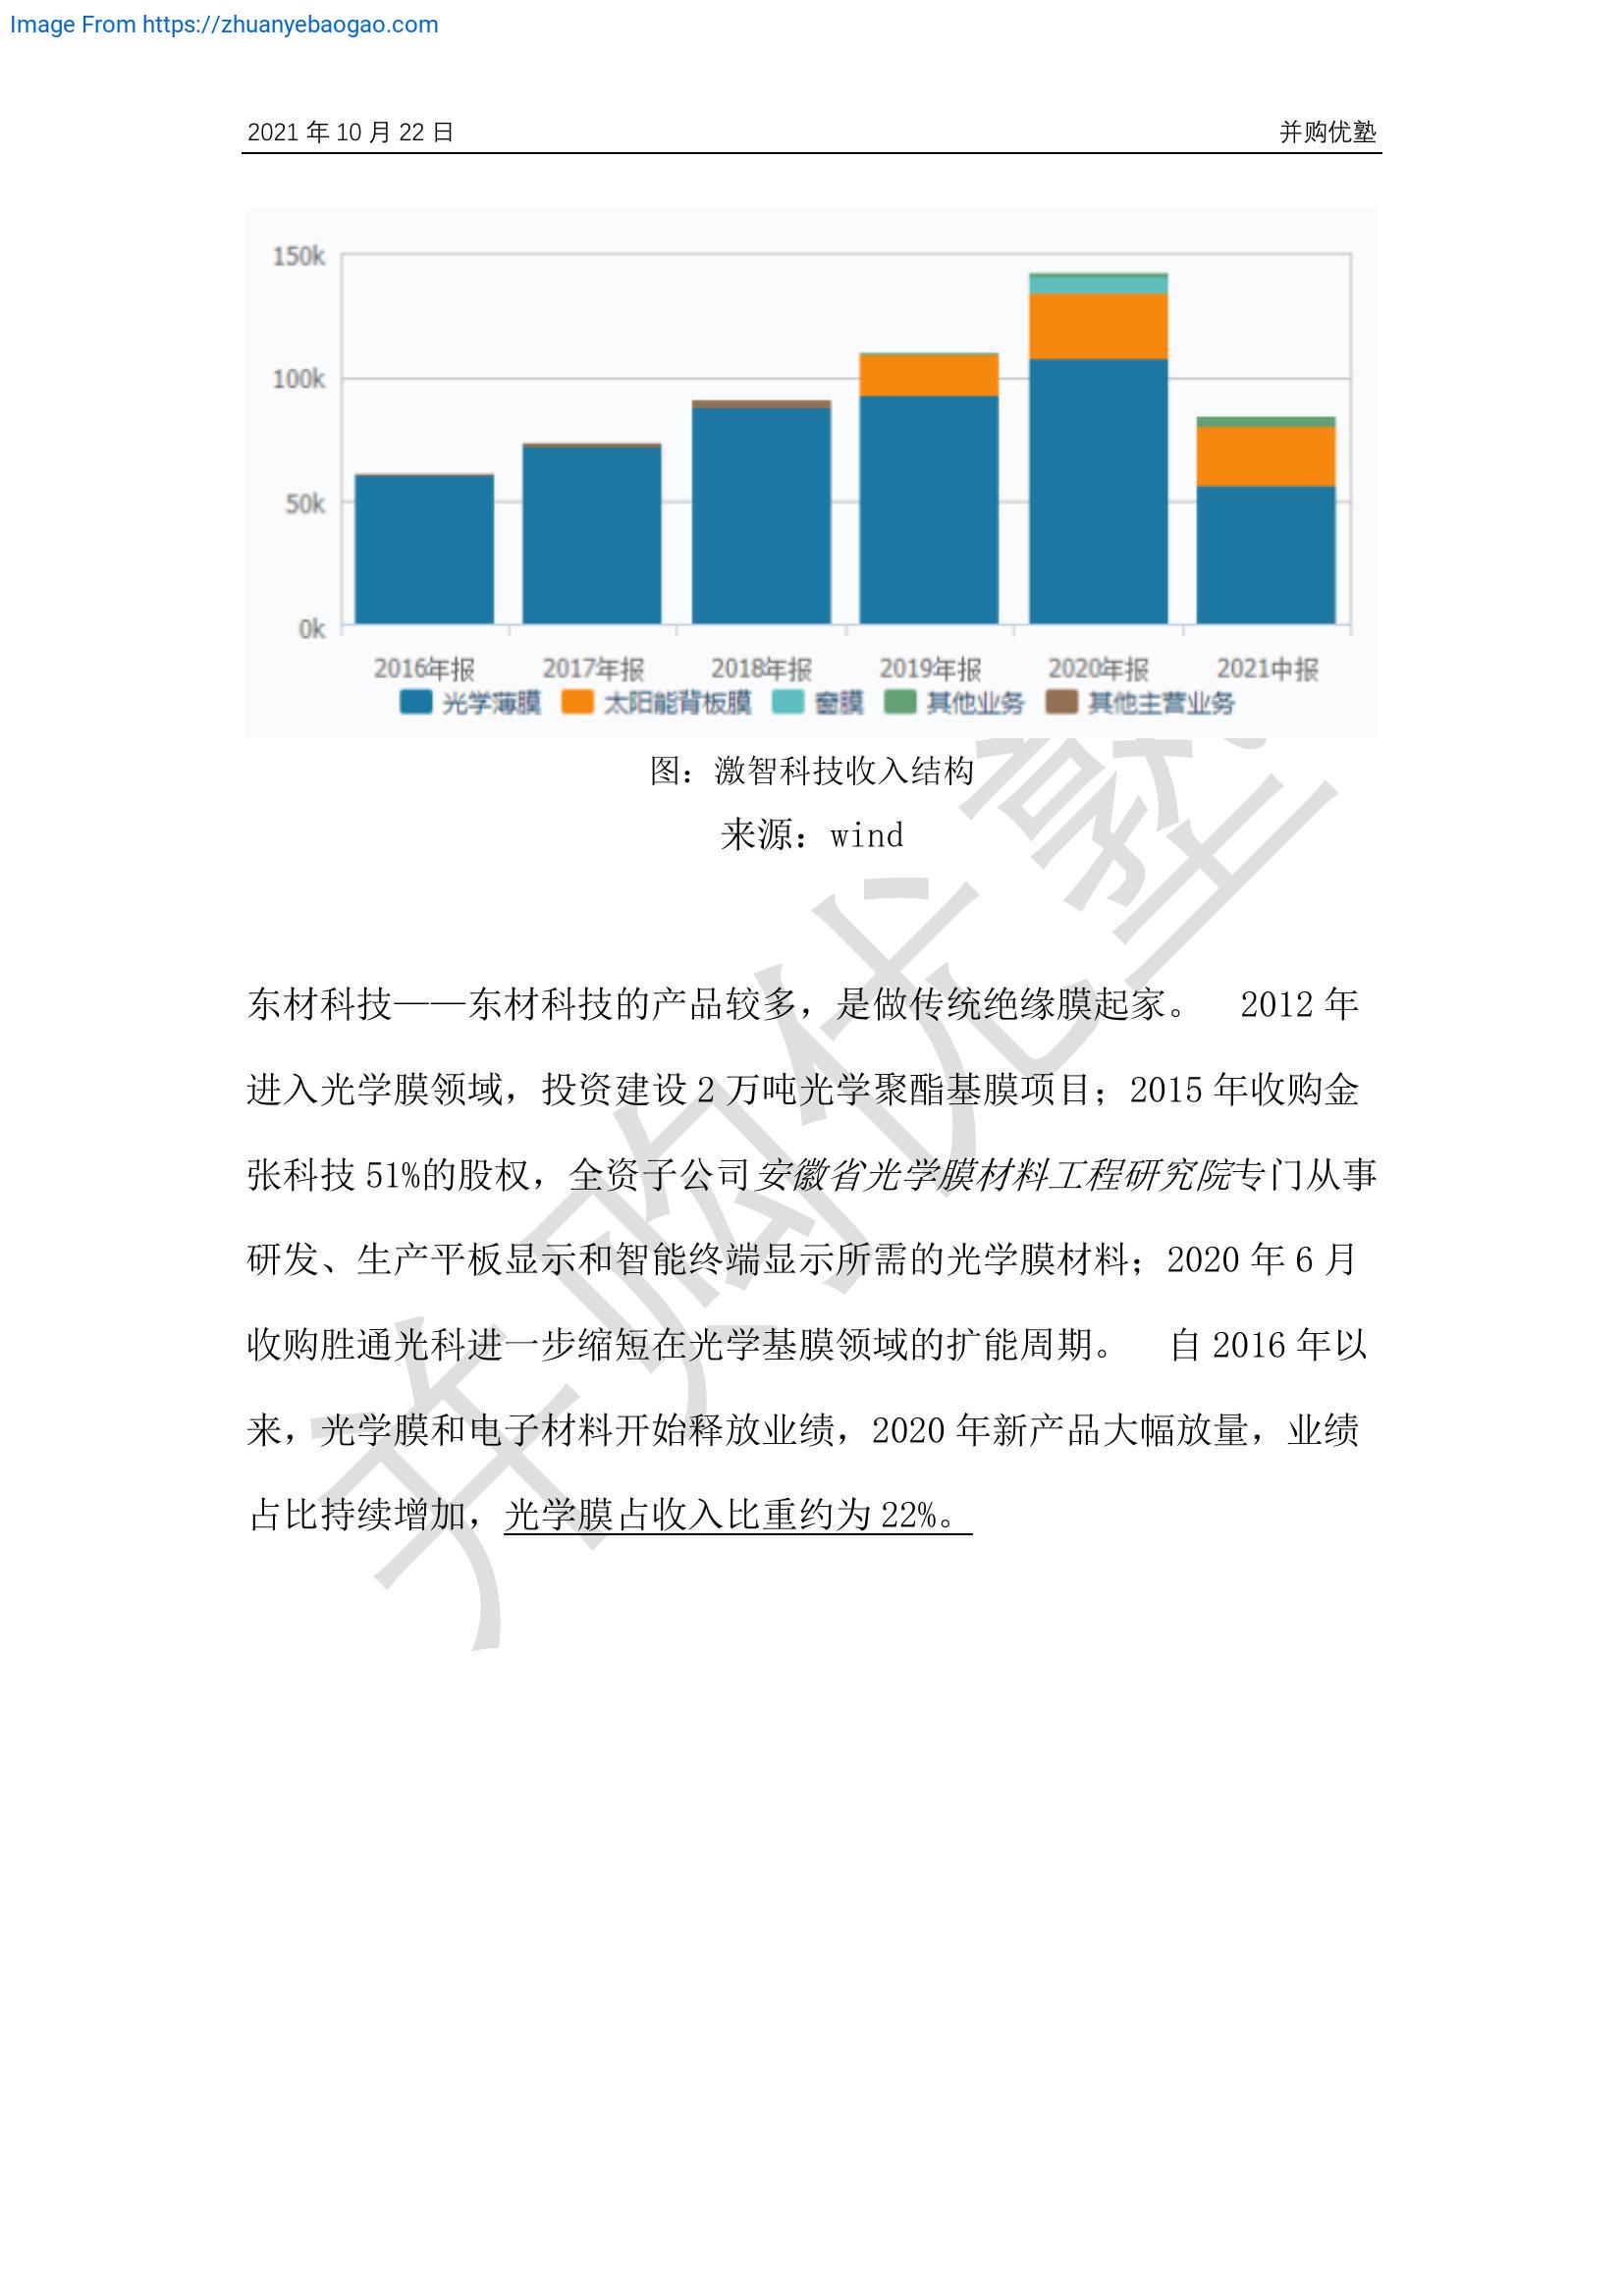 Image From https://zhuanyebaogao.com
2021 年 10 月 22 日 并购优塾
150k
100k
50k
0k
2016年报 2017年报 2018年报 2019年报 2020年报 2021中报
光学薄膜 太阳能背板膜 窗膜 其他业务 其他主营业务
图：激智科技收入结构
来源：wind
东材科技——东材科技的产品较多，是做传统绝缘膜起家。 2012 年
进入光学膜领域，投资建设 2 万吨光学聚酯基膜项目；2015 年收购金
张科技 51%的股权，全资子公司安徽省光学膜材料工程研究院专门从事
研发、生产平板显示和智能终端显示所需的光学膜材料；2020 年 6 月
收购胜通光科进一步缩短在光学基膜领域的扩能周期。 自 2016 年以
来，光学膜和电子材料开始释放业绩，2020 年新产品大幅放量，业绩
占比持续增加，光学膜占收入比重约为 22%。
并购优塾